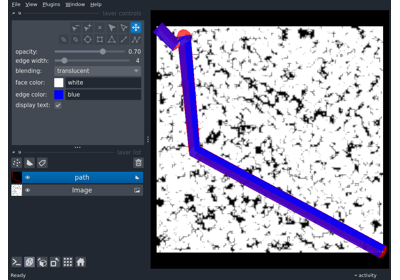 File View Plugins Window Help
layer controls
opacity: 0.70
edge width: 4
blending: translucent
face color: white
edge color: blue
display text:
layer list
path
Image
Ready
activity